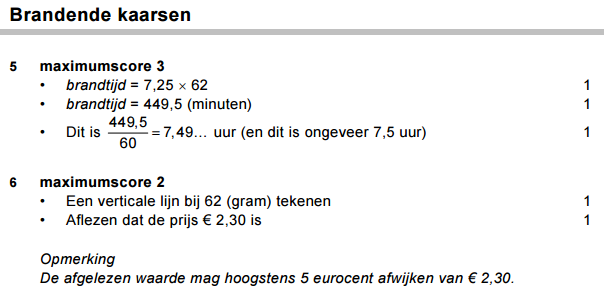 Brandende kaarsen
5 maximumscore 3
• brandtijd = 7,25 × 62 1
• brandtijd = 449,5 (minuten) 1
• Dit is 449,5/60 = 7,49... uur (en dit is ongeveer 7,5 uur) 1
6 maximumscore 2
• Een verticale lijn bij 62 (gram) tekenen 1
• Aflezen dat de prijs € 2,30 is 1
Opmerking
De afgelezen waarde mag hoogstens 5 eurocent afwijken van € 2,30.